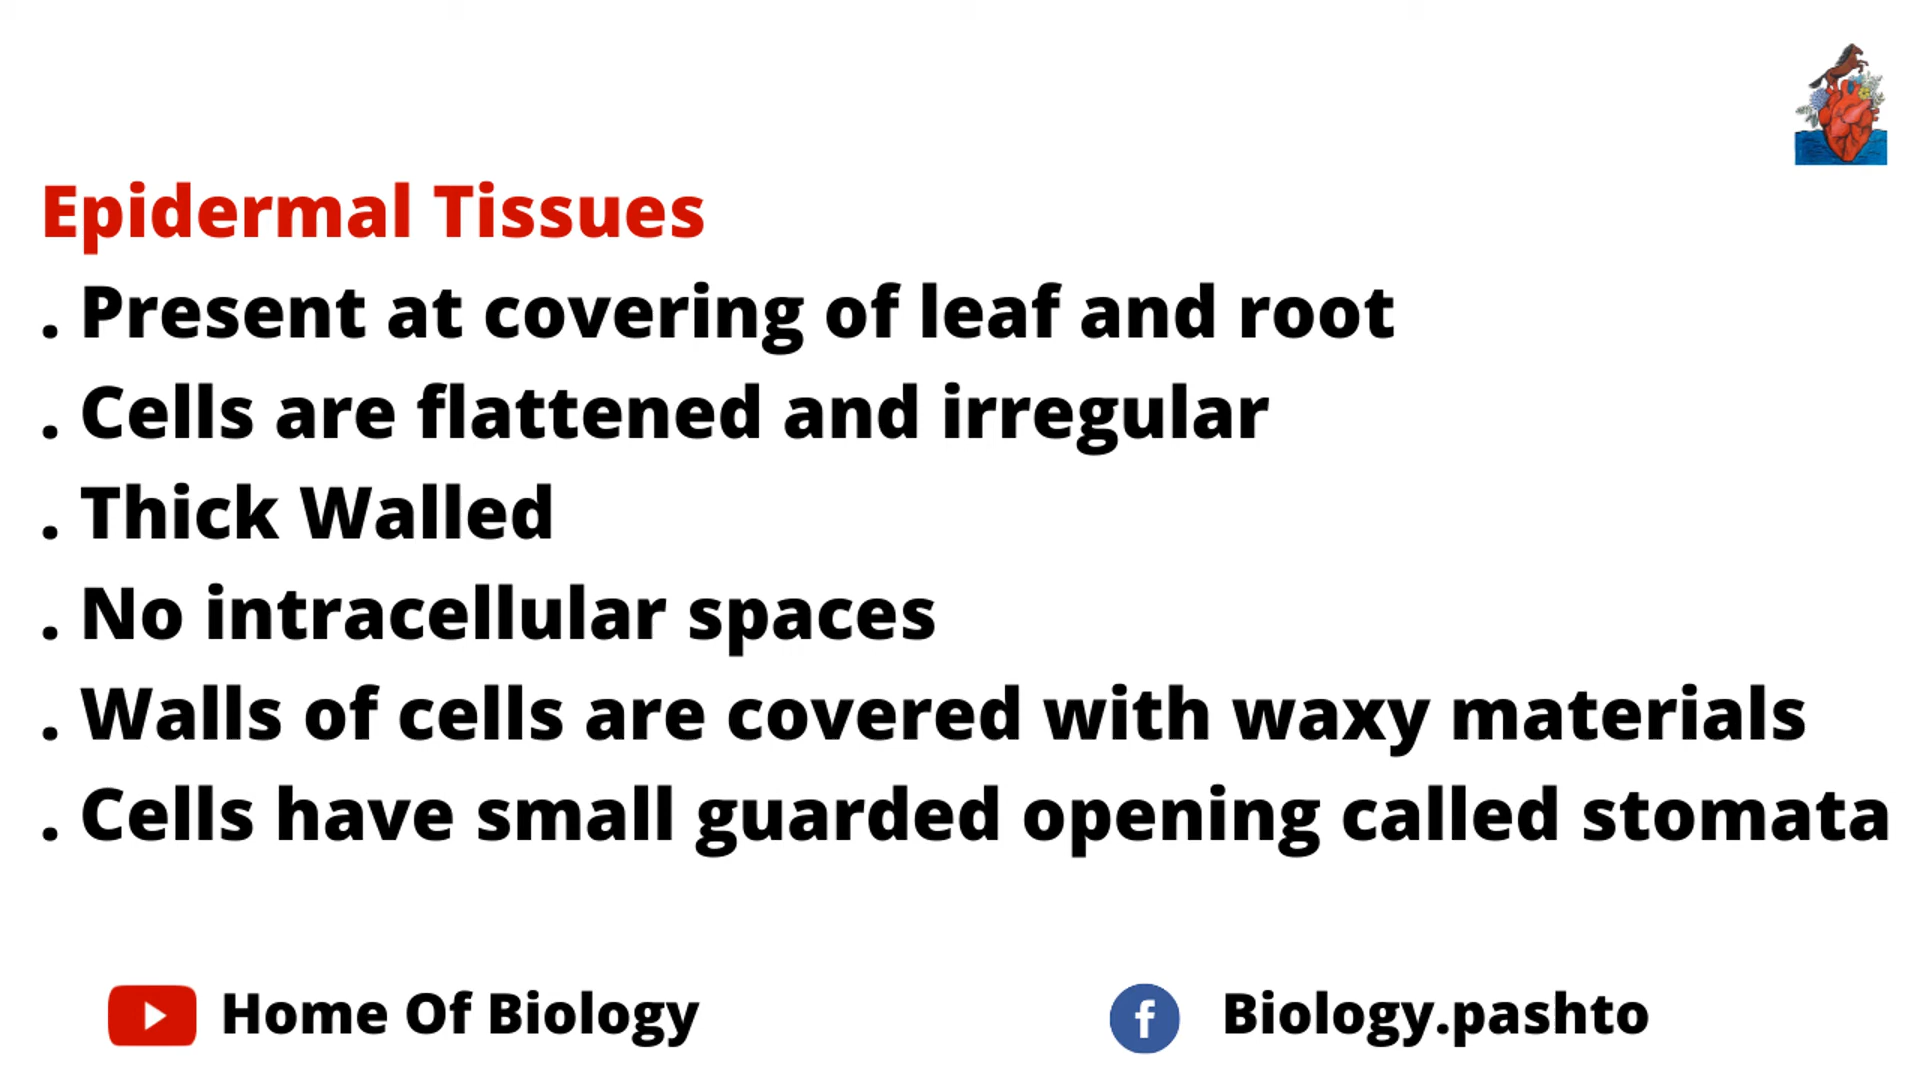 Epidermal Tissues
. Present at covering of leaf and root
. Cells are flattened and irregular
. Thick Walled
. No intracellular spaces
. Walls of cells are covered with waxy materials
. Cells have small guarded opening called stomata
Home Of Biology
Biology.pashto